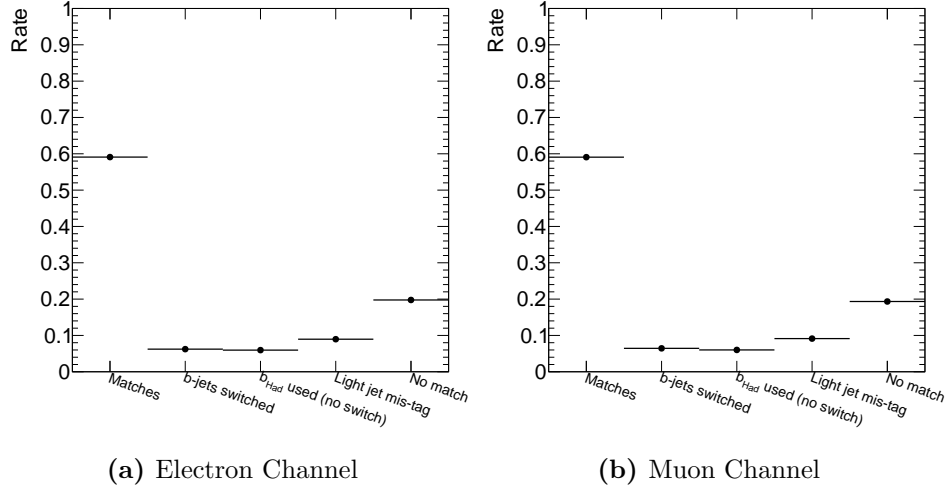 Rate
1
0.9
0.8
0.7
0.6
0.5
0.4
0.3
0.2
0.1
0
Matches
b-jets switched
b_Had used (no switch)
Light jet mis-tag
No match
(a) Electron Channel
Rate
1
0.9
0.8
0.7
0.6
0.5
0.4
0.3
0.2
0.1
0
Matches
b-jets switched
b_Had used (no switch)
Light jet mis-tag
No match
(b) Muon Channel